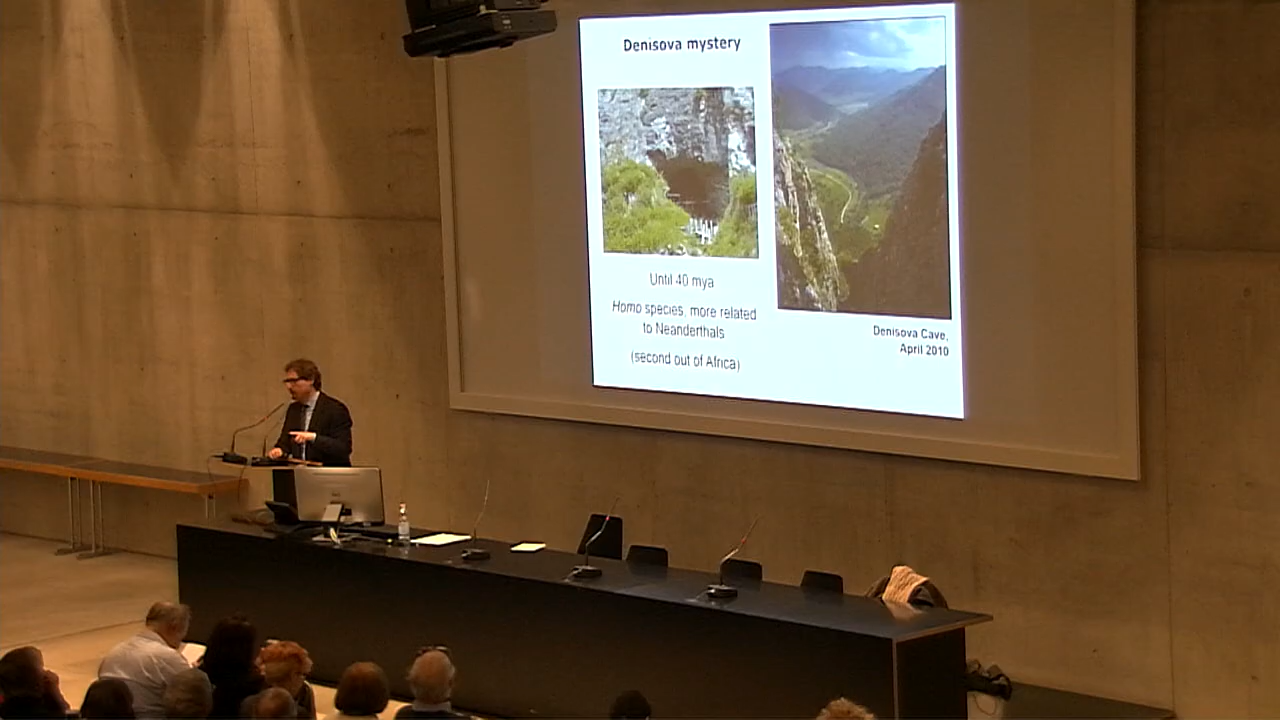 Denisova mystery
Until 40 mya
Homo species, more related
to Neanderthals
(second out of Africa)
Denisova Cave,
April 2010